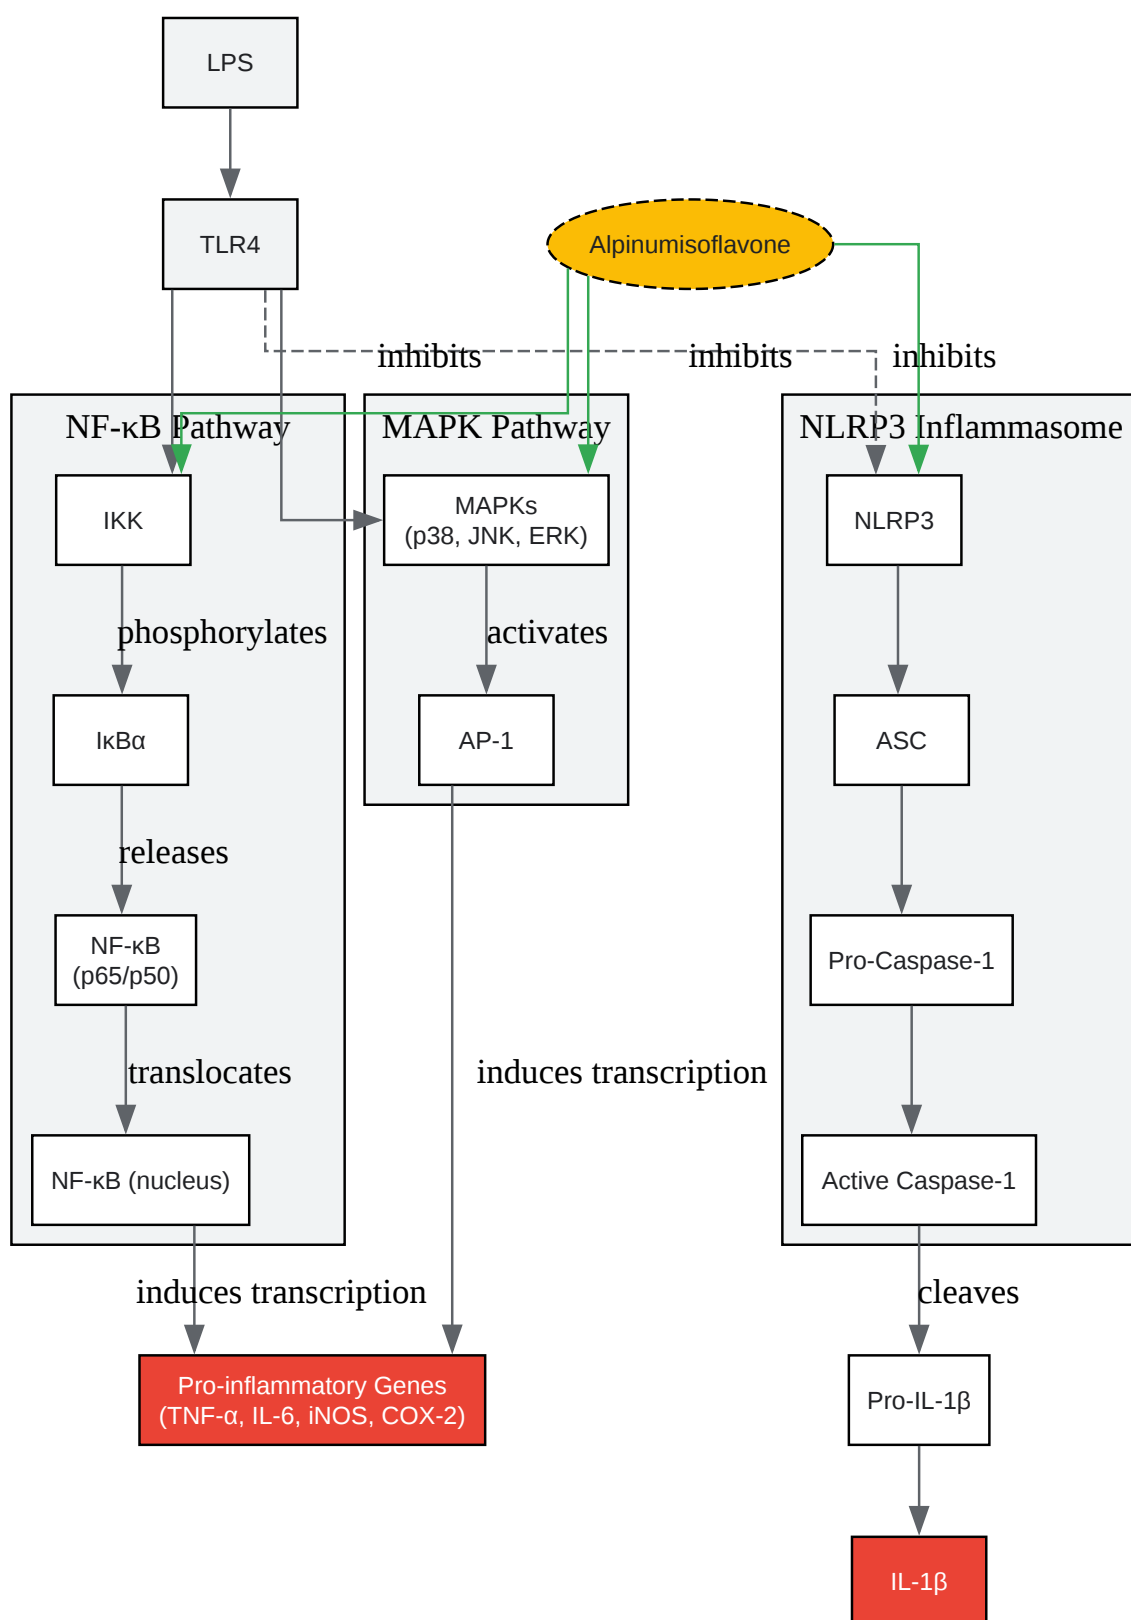 LPS
TLR4
Alpinumisoflavone
inhibits
inhibits
inhibits
NF-κB Pathway
MAPK Pathway
NLRP3 Inflammasome
IKK
MAPKs
(p38, JNK, ERK)
NLRP3
phosphorylates
activates
IκBα
AP-1
ASC
releases
NF-κB
(p65/p50)
Pro-Caspase-1
translocates
induces transcription
NF-κB (nucleus)
Active Caspase-1
induces transcription
cleaves
Pro-inflammatory Genes
(TNF-α, IL-6, iNOS, COX-2)
Pro-IL-1β
IL-1β